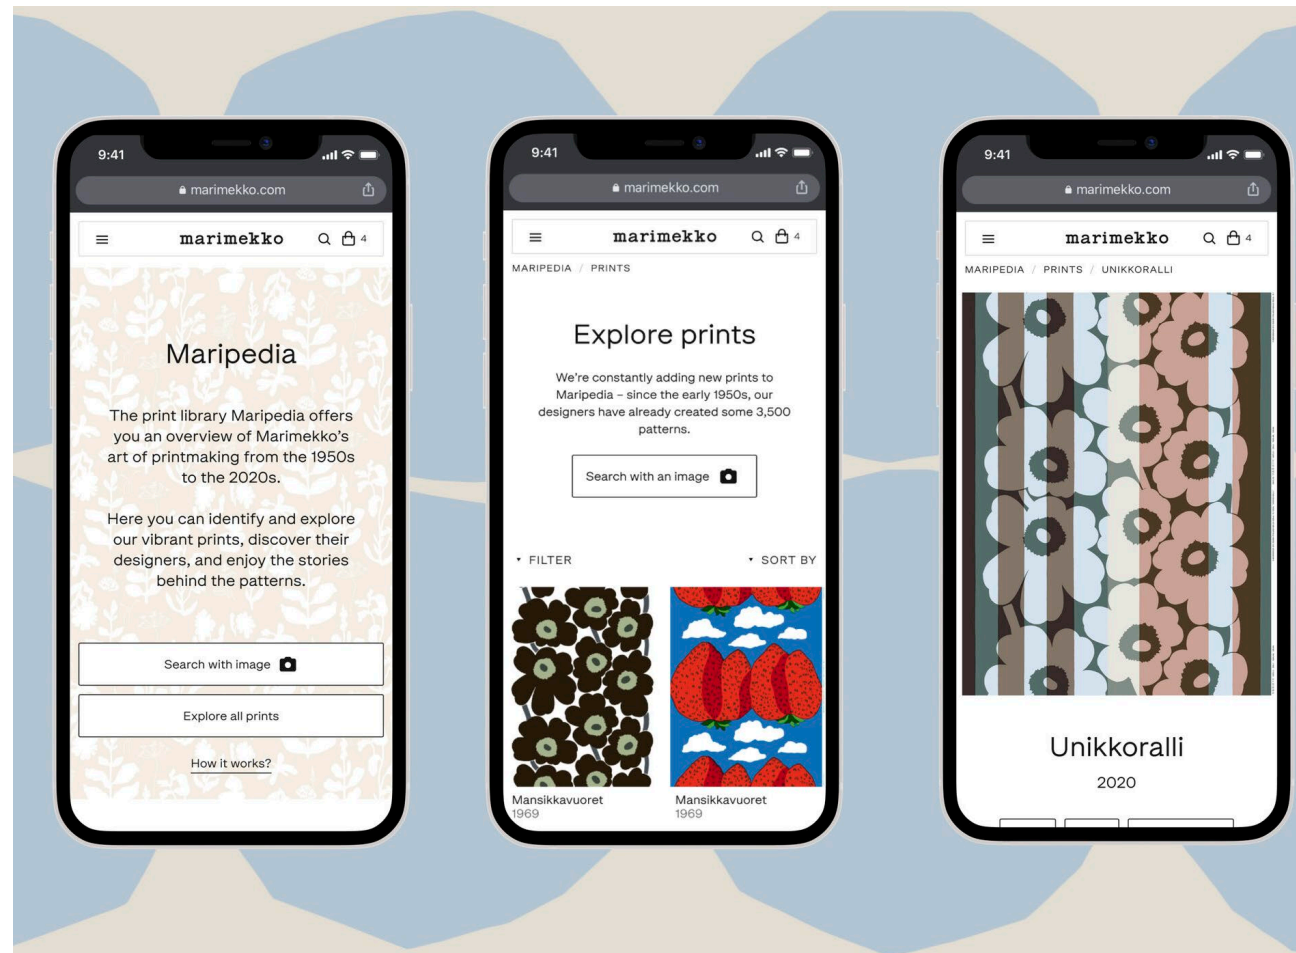 9:41
marimekko.com
marimekko
4
Maripedia
The print library Maripedia offers
you an overview of Marimekko's
art of printmaking from the 1950s
to the 2020s.
Here you can identify and explore
our vibrant prints, discover their
designers, and enjoy the stories
behind the patterns.
Search with image
Explore all prints
How it works?
9:41
marimekko.com
marimekko
4
MARIPEDIA / PRINTS
Explore prints
We're constantly adding new prints to
Maripedia – since the early 1950s, our
designers have already created some 3,500
patterns.
Search with an image
FILTER
SORT BY
Mansikkavuoret
1969
Mansikkavuoret
1969
9:41
marimekko.com
marimekko
4
MARIPEDIA / PRINTS / UNIKKORALLI
Unikkoralli
2020